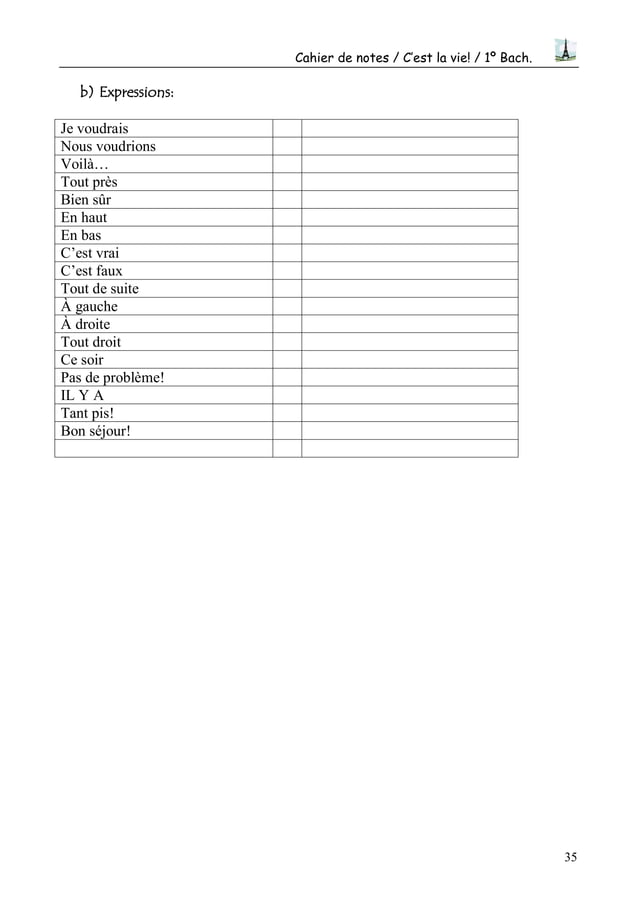 Cahier de notes / C'est la vie! / 1º Bach.
b) Expressions:
Je voudrais
Nous voudrions
Voilà…
Tout près
Bien sûr
En haut
En bas
C'est vrai
C'est faux
Tout de suite
À gauche
À droite
Tout droit
Ce soir
Pas de problème!
IL Y A
Tant pis!
Bon séjour!
35